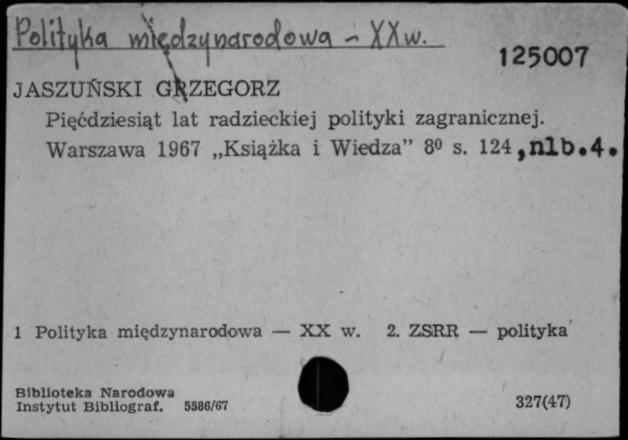 Polityka międzynarodowa - XX w.
125007
JASZUŃSKI GRZEGORZ
Pięćdziesiąt lat radzieckiej polityki zagranicznej.
Warszawa 1967 „Książka i Wiedza” 8⁰ s. 124, nlb. 4.
1 Polityka międzynarodowa — XX w. 2. ZSRR — polityka
Biblioteka Narodowa
Instytut Bibliograf. 5586/67
327(47)